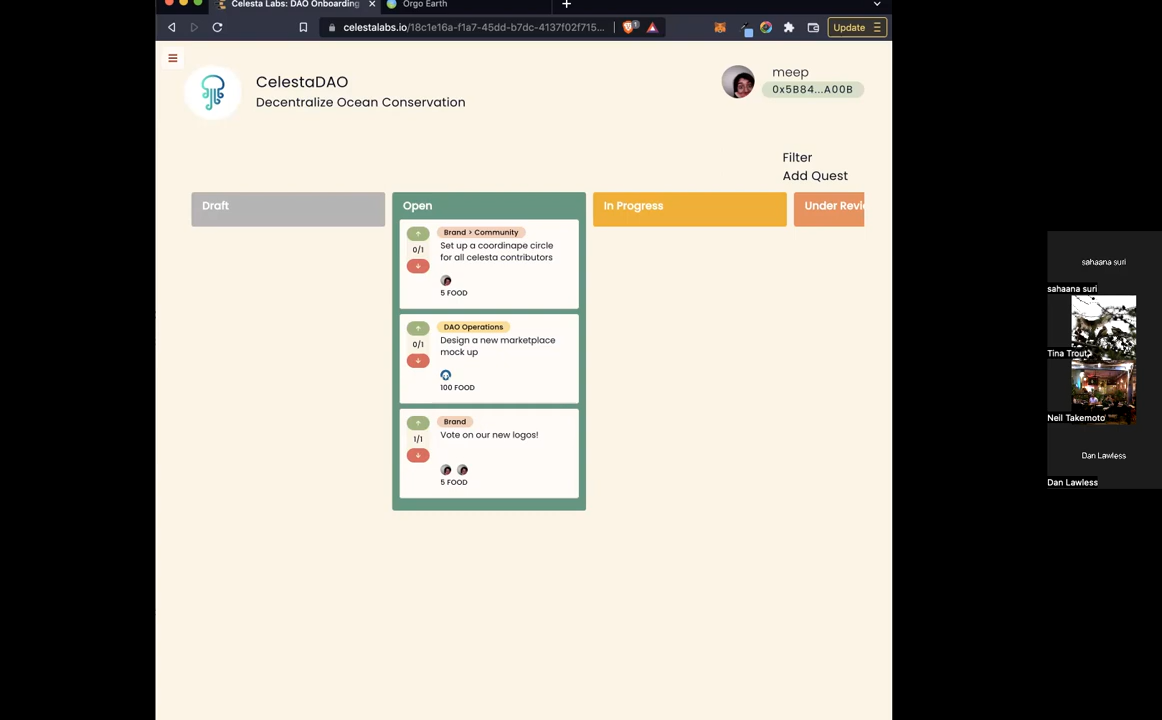 Celesta Labs: DAO Onboarding
Orgo Earth
celestalabs.io/18c1e16a-f1a7-45dd-b7dc-4137f02f715...
1
Update
CelestaDAO
Decentralize Ocean Conservation
meep
0x5B84...A00B
Filter
Add Quest
Draft
Open
In Progress
Under Revie
Brand > Community
0/1
Set up a coordinape circle
for all celesta contributors
5 FOOD
DAO Operations
0/1
Design a new marketplace
mock up
100 FOOD
Brand
1/1
Vote on our new logos!
5 FOOD
sahaana suri
sahaana suri
Tina Trout
Neil Takemoto
Dan Lawless
Dan Lawless